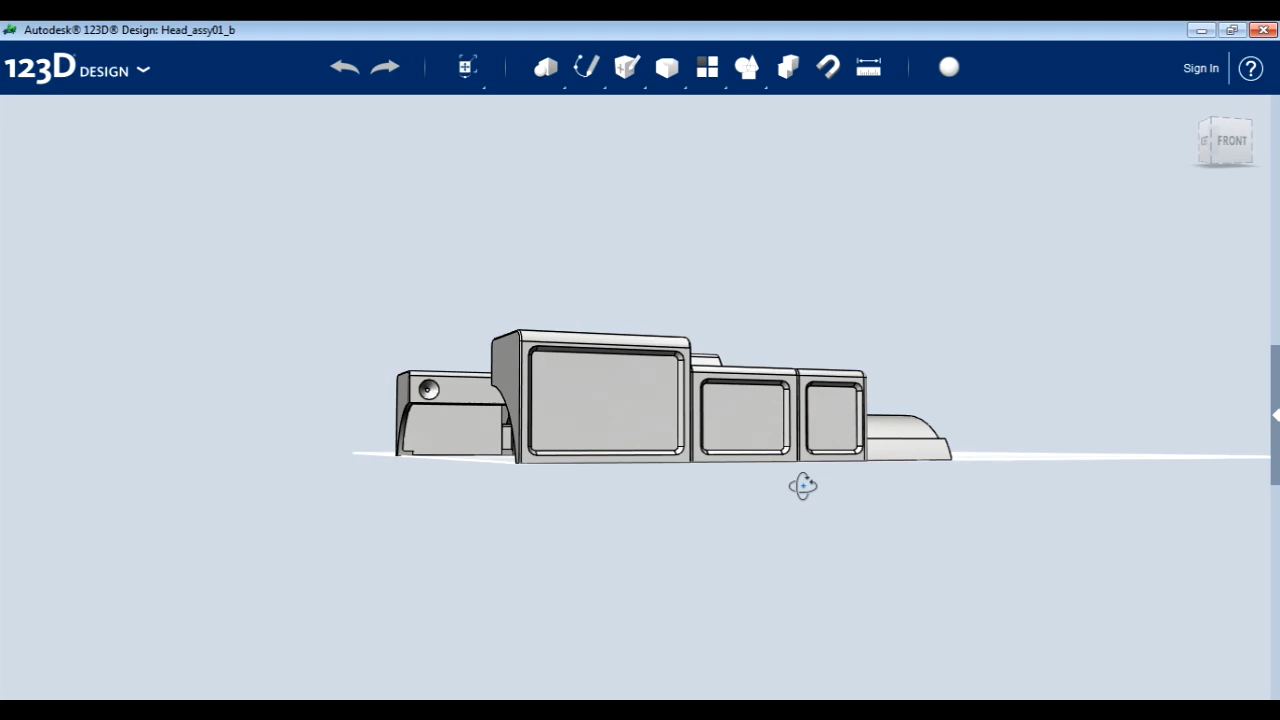 Autodesk® 123D® Design: Head_assy01_b
123D DESIGN
Sign In
?
FRONT